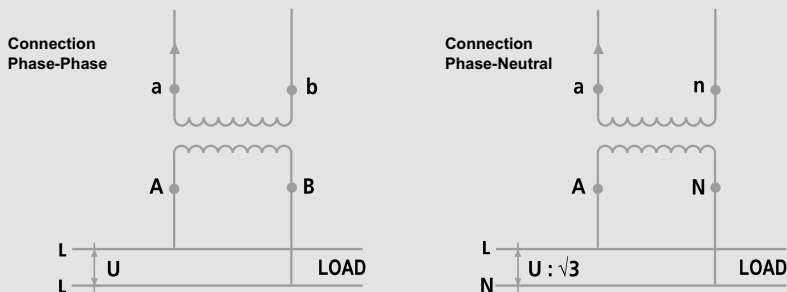 Connection
Phase-Phase
a
b
A
B
L
U
LOAD
L
Connection
Phase-Neutral
a
n
A
N
L
U : √3
LOAD
N